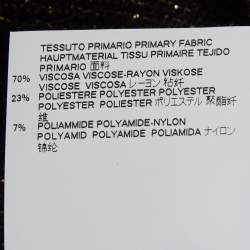 TESSUTO PRIMARIO PRIMARY FABRIC
HAUPTMATERIAL TISSU PRIMAIRE TEJIDO
PRIMARIO 面料
70% VISCOSA VISCOSE-RAYON VISKOSE
VISCOSE VISCOSA レーヨン 粘纤
23% POLIESTERE POLYESTER POLYESTER
POLYESTER POLIESTER ポリエステル 聚酯纤
维
7% POLIAMMIDE POLYAMIDE-NYLON
POLYAMID POLYAMIDE POLIAMIDA ナイロン
锦纶